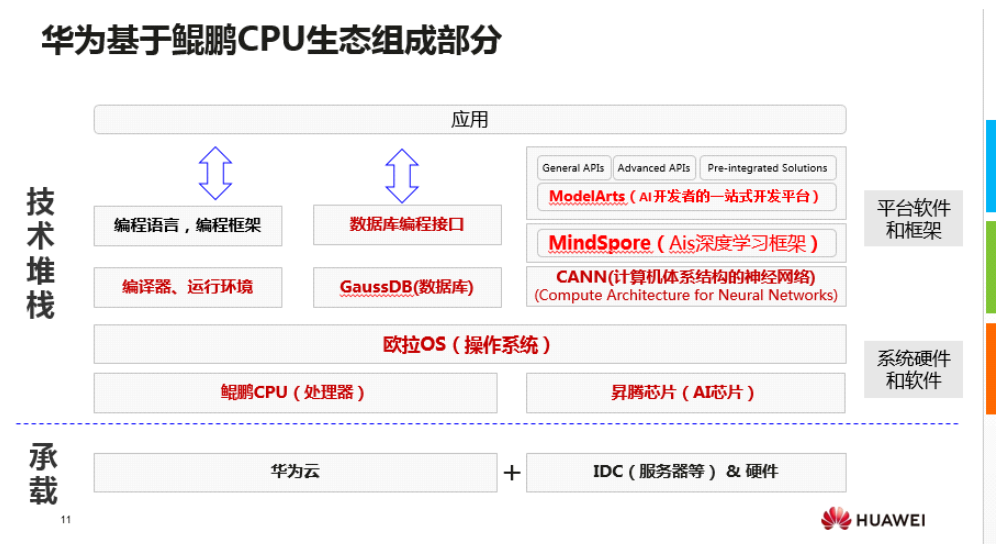 华为基于鲲鹏CPU生态组成部分
应用
技术堆栈
General APIs
Advanced APIs
Pre-integrated Solutions
ModelArts（AI开发者的一站式开发平台）
编程语言，编程框架
数据库编程接口
MindSpore（Ais深度学习框架）
平台软件
和框架
编译器、运行环境
GaussDB(数据库)
CANN(计算机体系结构的神经网络)
(Compute Architecture for Neural Networks)
欧拉OS（操作系统）
系统硬件
和软件
鲲鹏CPU（处理器）
昇腾芯片（AI芯片）
承载
华为云
+
IDC（服务器等）& 硬件
11
HUAWEI